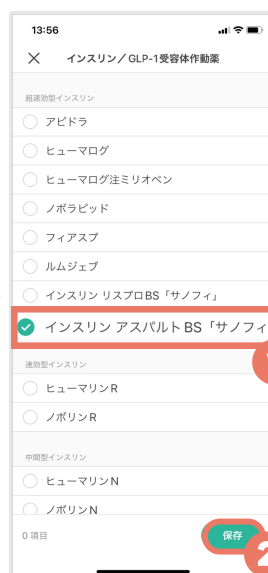 13:56
インスリン／GLP-1受容体作動薬
超速効型インスリン
アピドラ
ヒューマログ
ヒューマログ注ミリオペン
ノボラピッド
フィアスプ
ルムジェブ
インスリン リスプロBS「サノフィ」
インスリン アスパルトBS「サノフィ
速効型インスリン
ヒューマリンR
ノボリンR
中間型インスリン
ヒューマリンN
ノボリンN
0 項目
保存
2